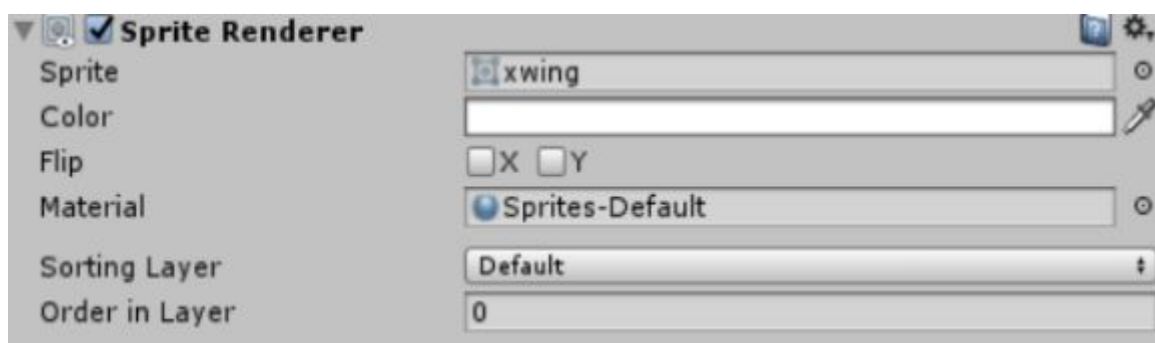 Sprite Renderer
Sprite xwing
Color
Flip X Y
Material Sprites-Default
Sorting Layer Default
Order in Layer 0